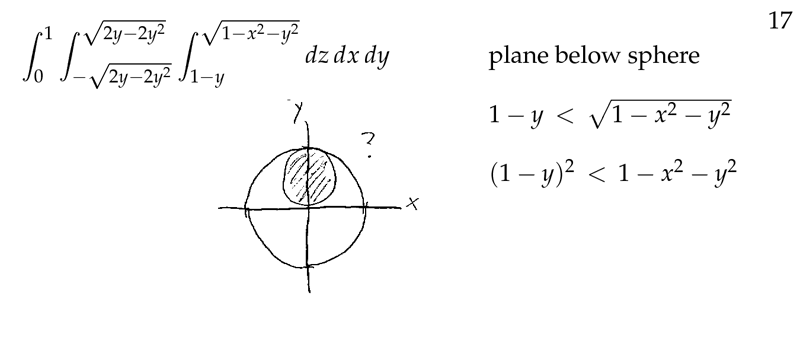 17
∫₀¹ ∫_{-√(2y−2y²)}^{√(2y−2y²)} ∫_{1−y}^{√(1−x²−y²)} dz dx dy
plane below sphere
1 − y < √(1 − x² − y²)
(1 − y)² < 1 − x² − y²
y
?
x